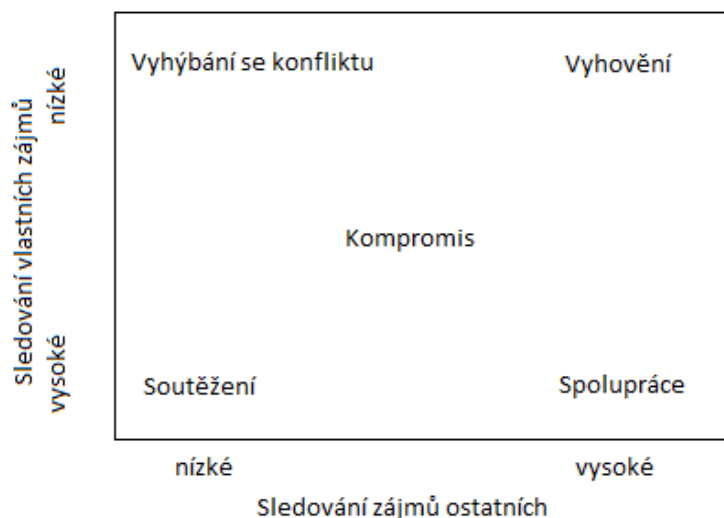 Vyhýbání se konfliktu
Vyhovění
Kompromis
Soutěžení
Spolupráce
Sledování vlastních zájmů
nízké
vysoké
nízké
vysoké
Sledování zájmů ostatních